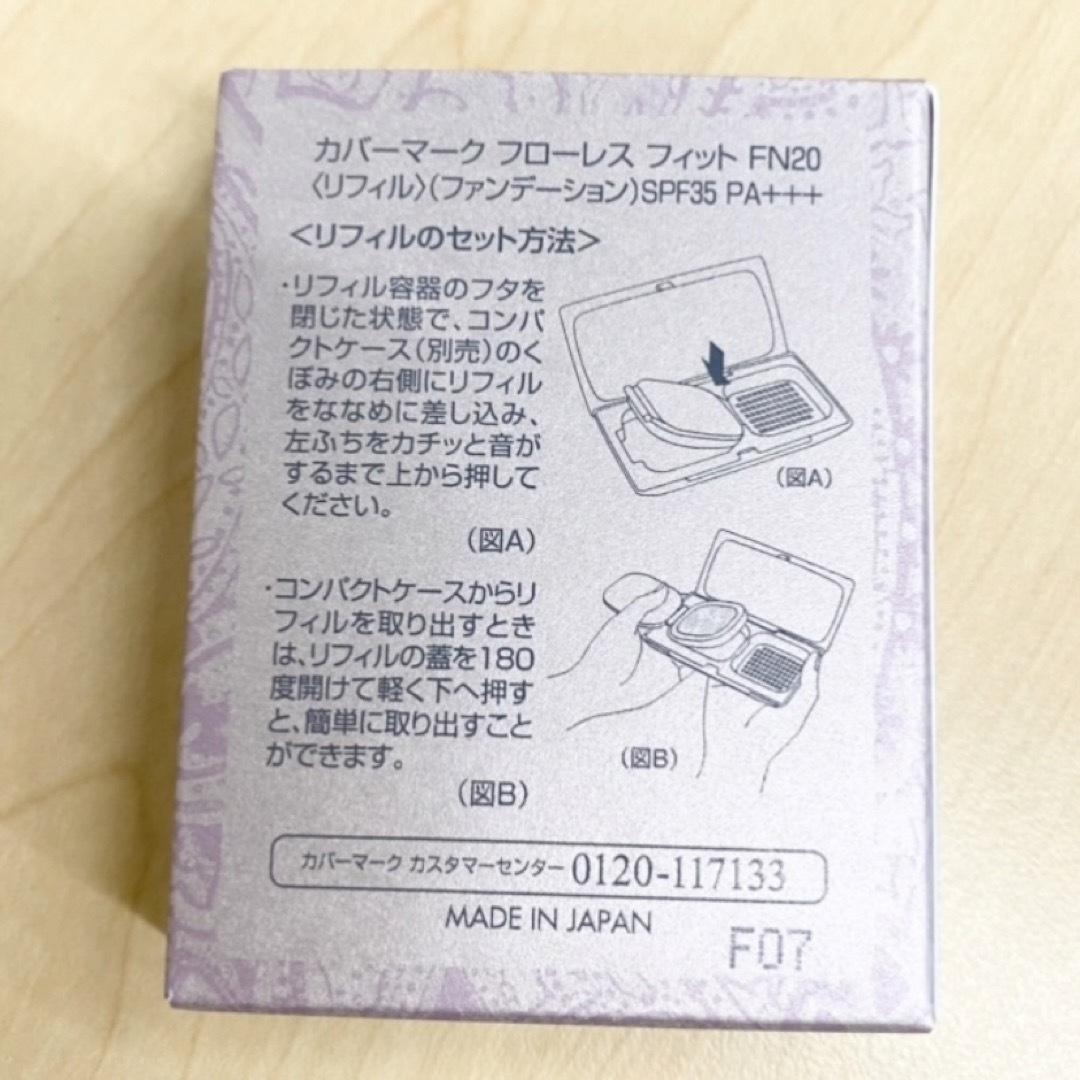 カバーマーク フローレス フィット FN20
〈リフィル〉(ファンデーション)SPF35 PA+++
<リフィルのセット方法>
・リフィル容器のフタを
閉じた状態で、コンパ
クトケース(別売)のく
ぼみの右側にリフィル
をななめに差し込み、
左ふちをカチッと音が
するまで上から押して
ください。
(図A)
(図A)
・コンパクトケースからリ
フィルを取り出すとき
は、リフィルの蓋を180
度開けて軽く下へ押す
と、簡単に取り出すこと
ができます。
(図B)
(図B)
カバーマーク カスタマーセンター 0120-117133
MADE IN JAPAN
F07